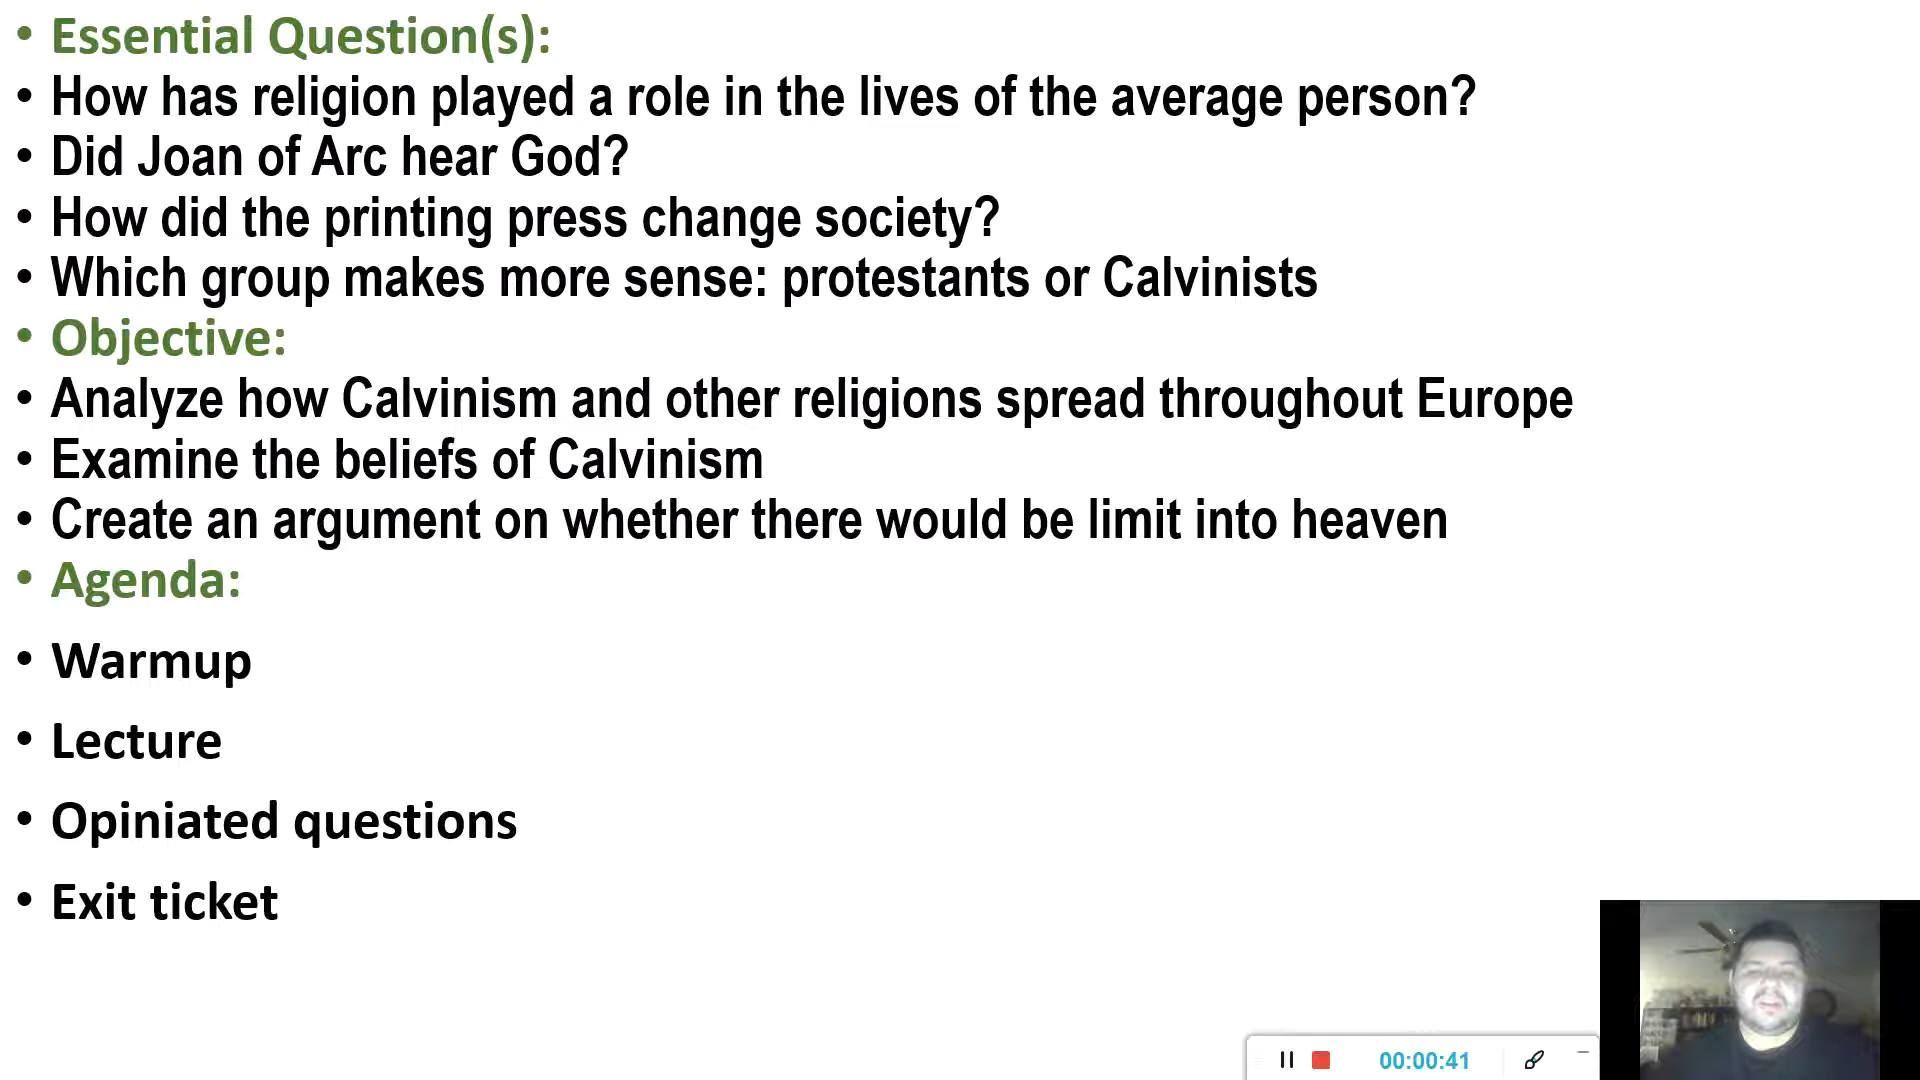 • Essential Question(s):
• How has religion played a role in the lives of the average person?
• Did Joan of Arc hear God?
• How did the printing press change society?
• Which group makes more sense: protestants or Calvinists
• Objective:
• Analyze how Calvinism and other religions spread throughout Europe
• Examine the beliefs of Calvinism
• Create an argument on whether there would be limit into heaven
• Agenda:
• Warmup
• Lecture
• Opiniated questions
• Exit ticket
00:00:41